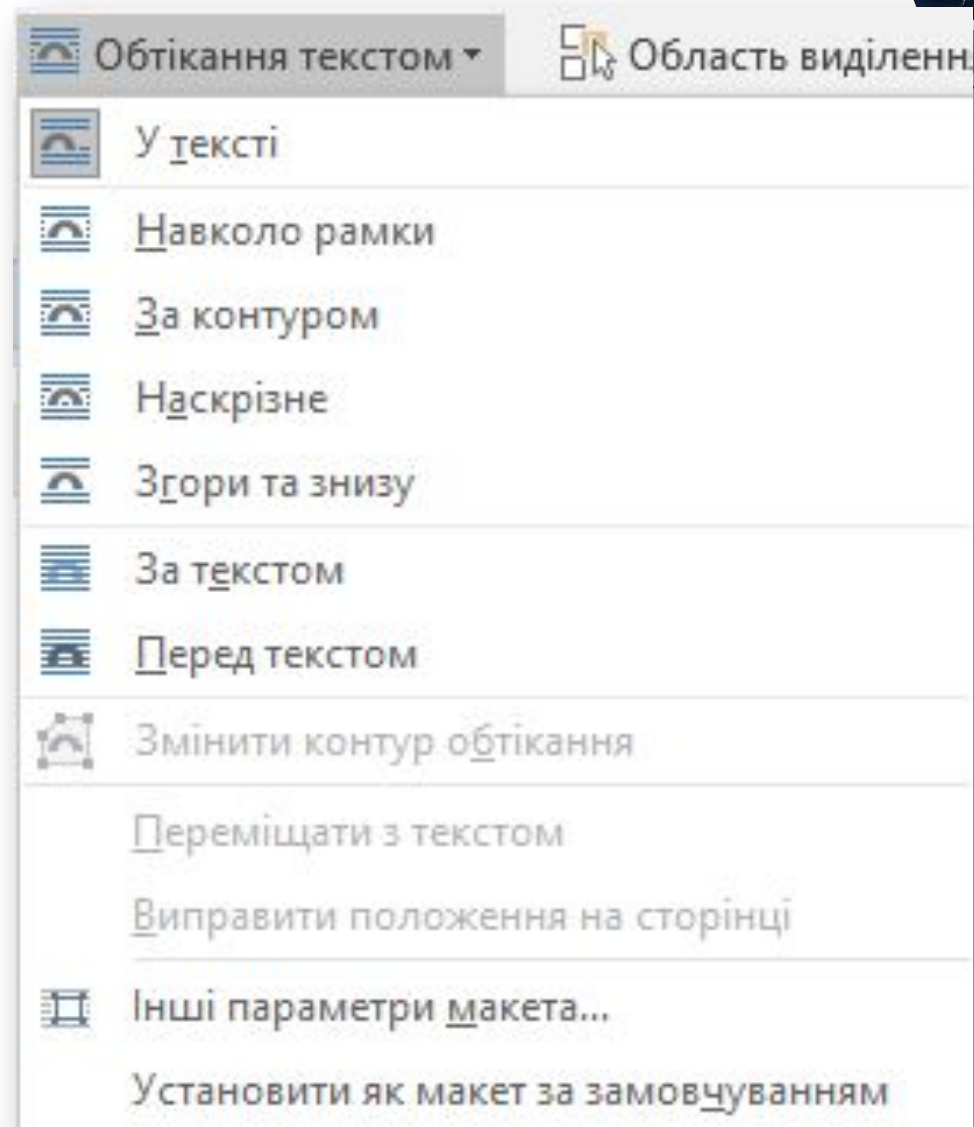 Обтікання текстом
Область виділенн
У тексті
Навколо рамки
За контуром
Наскрізне
Згори та знизу
За текстом
Перед текстом
Змінити контур обтікання
Переміщати з текстом
Виправити положення на сторінці
Інші параметри макета...
Установити як макет за замовчуванням